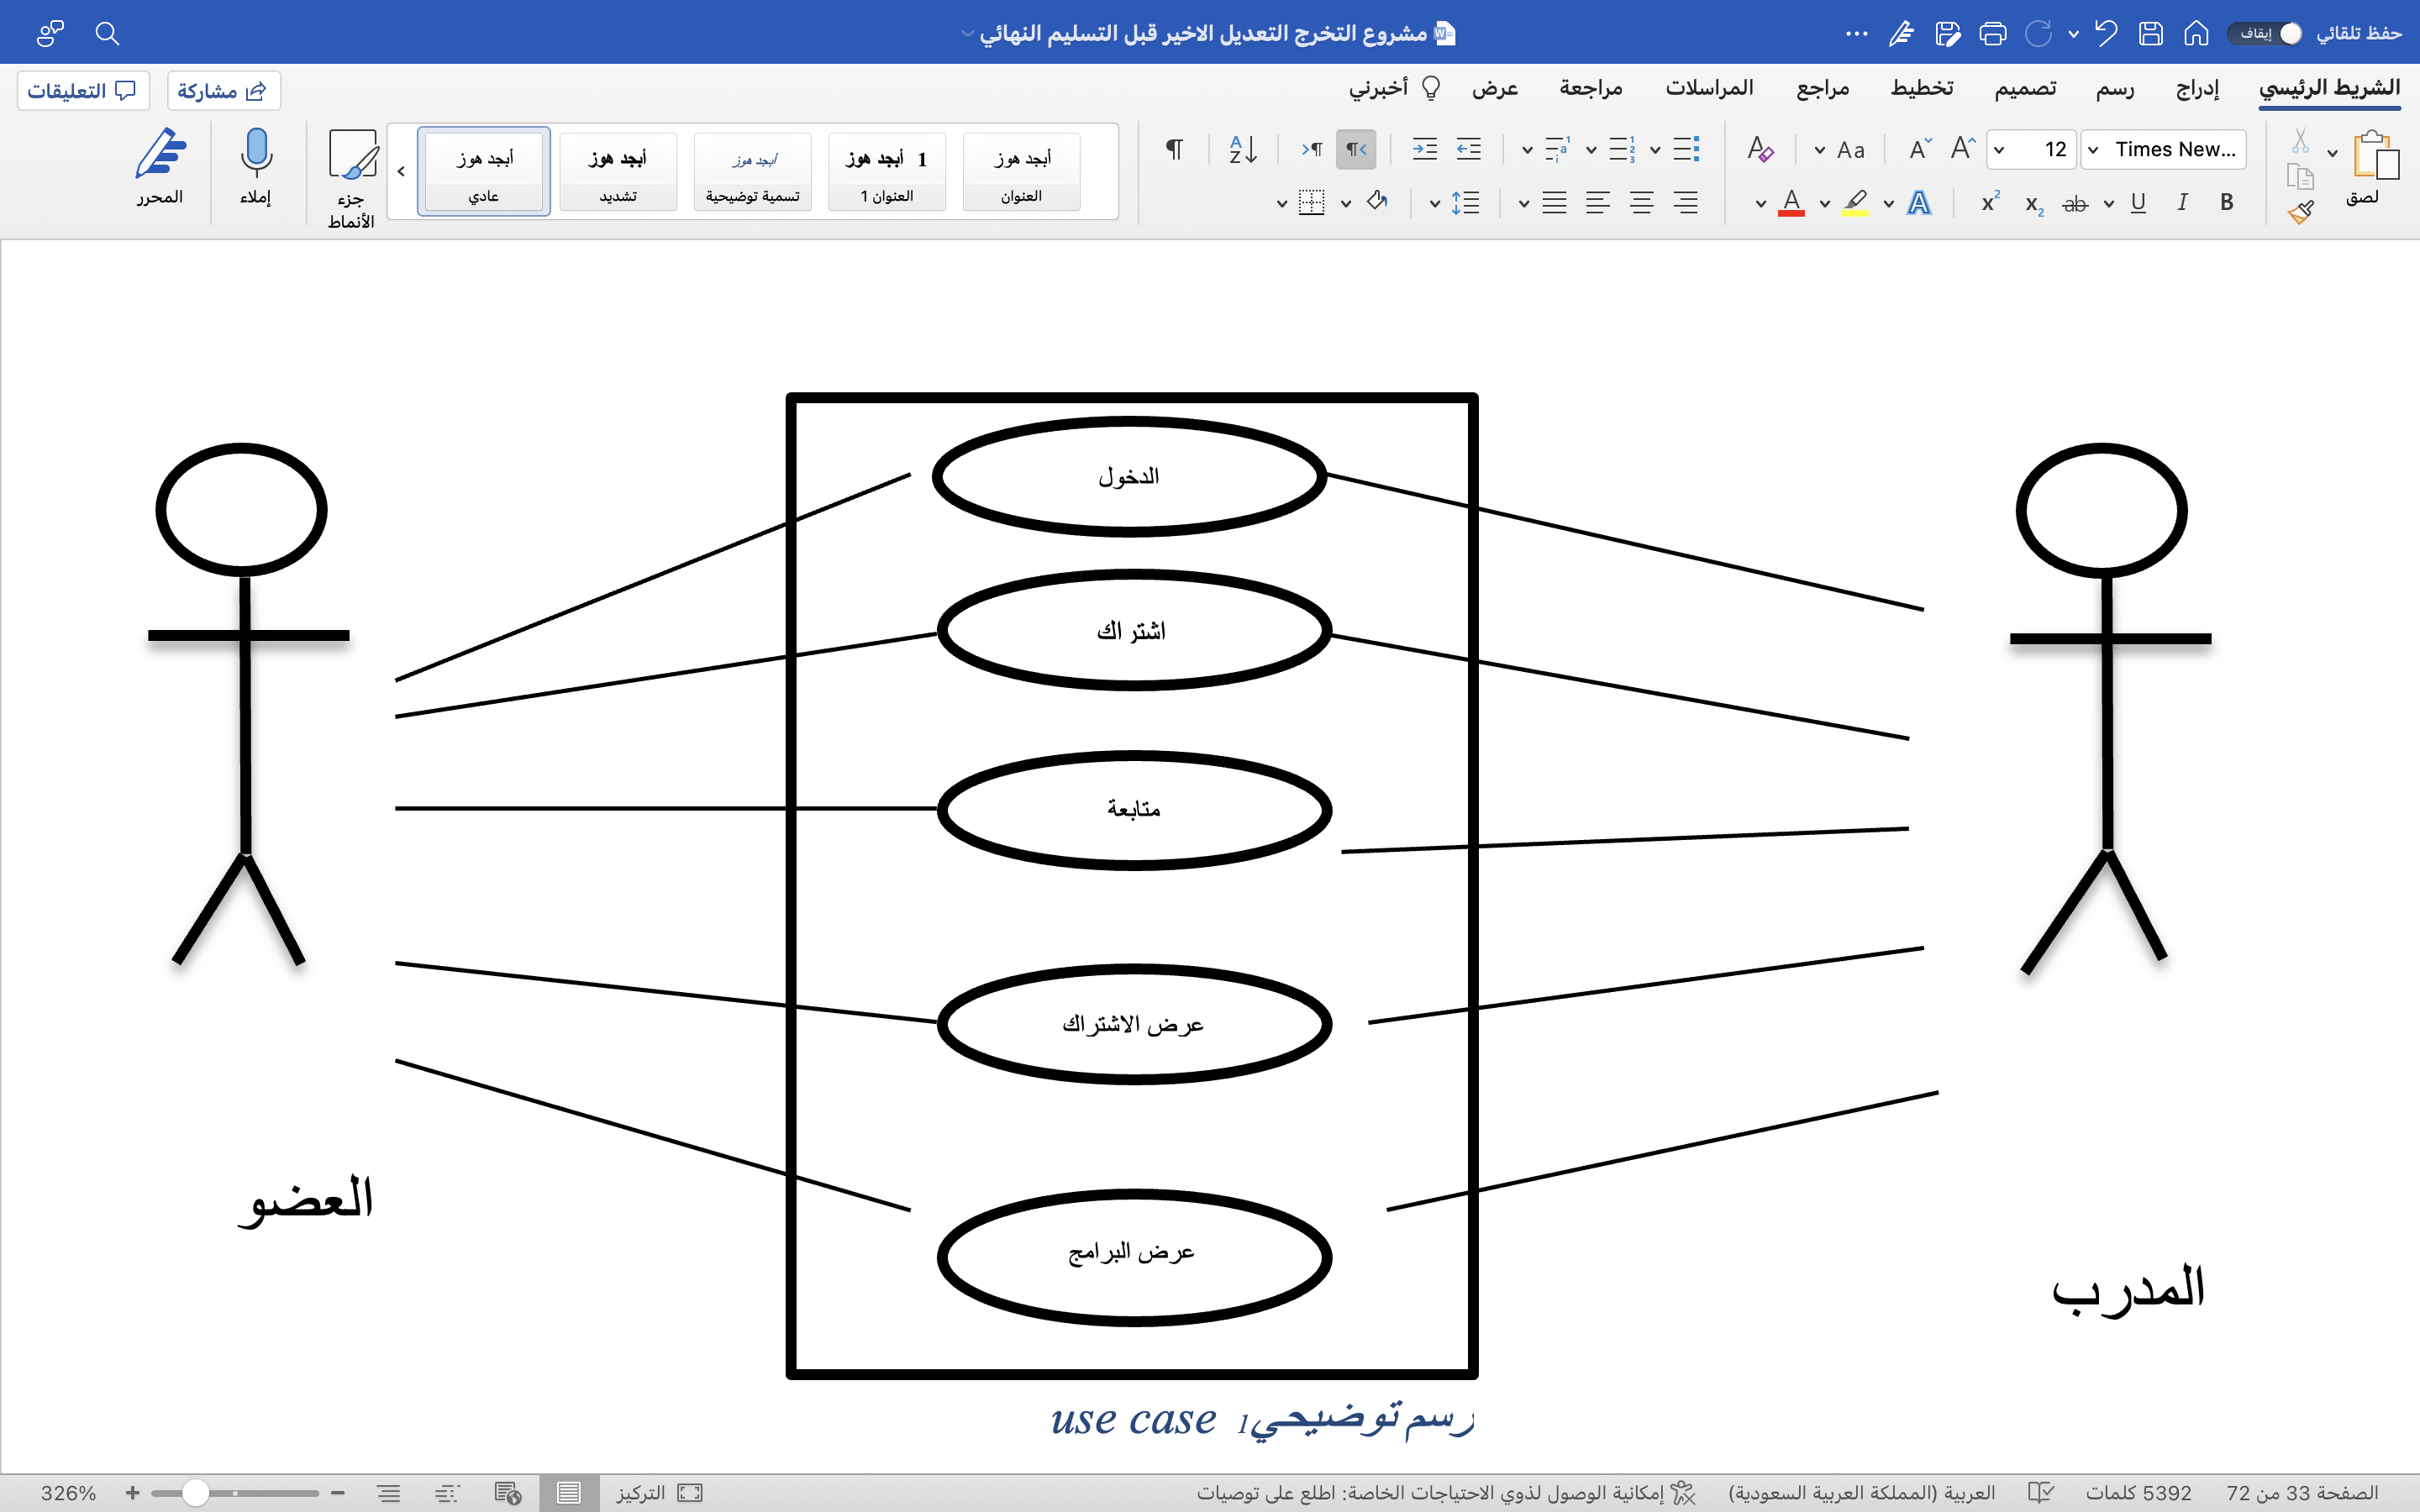 حفظ تلقائي إيقاف
مشروع التخرج التعديل الاخير قبل التسليم النهائي
الشريط الرئيسي إدراج رسم تصميم تخطيط مراجع المراسلات مراجعة عرض أخبرني
مشاركة التعليقات
لصق
Times New... 12
أبجد هوز
العنوان
1 أبجد هوز
العنوان 1
أبجد هوز
تسمية توضيحية
أبجد هوز
تشديد
أبجد هوز
عادي
جزء
الأنماط
إملاء
المحرر
الدخول
اشتراك
متابعة
عرض الاشتراك
عرض البرامج
المدرب
العضو
رسم توضيحي1 use case
الصفحة 33 من 72
5392 كلمات
العربية (المملكة العربية السعودية)
إمكانية الوصول لذوي الاحتياجات الخاصة: اطلع على توصيات
التركيز
326%